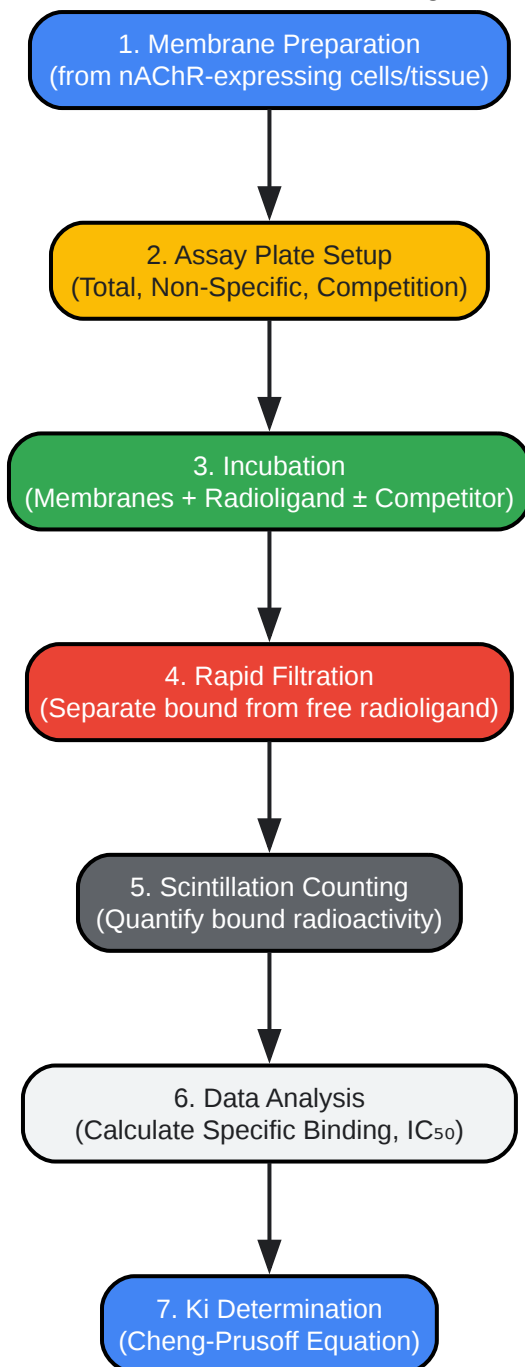 1. Membrane Preparation
(from nAChR-expressing cells/tissue)
2. Assay Plate Setup
(Total, Non-Specific, Competition)
3. Incubation
(Membranes + Radioligand ± Competitor)
4. Rapid Filtration
(Separate bound from free radioligand)
5. Scintillation Counting
(Quantify bound radioactivity)
6. Data Analysis
(Calculate Specific Binding, IC₅₀)
7. Ki Determination
(Cheng-Prusoff Equation)